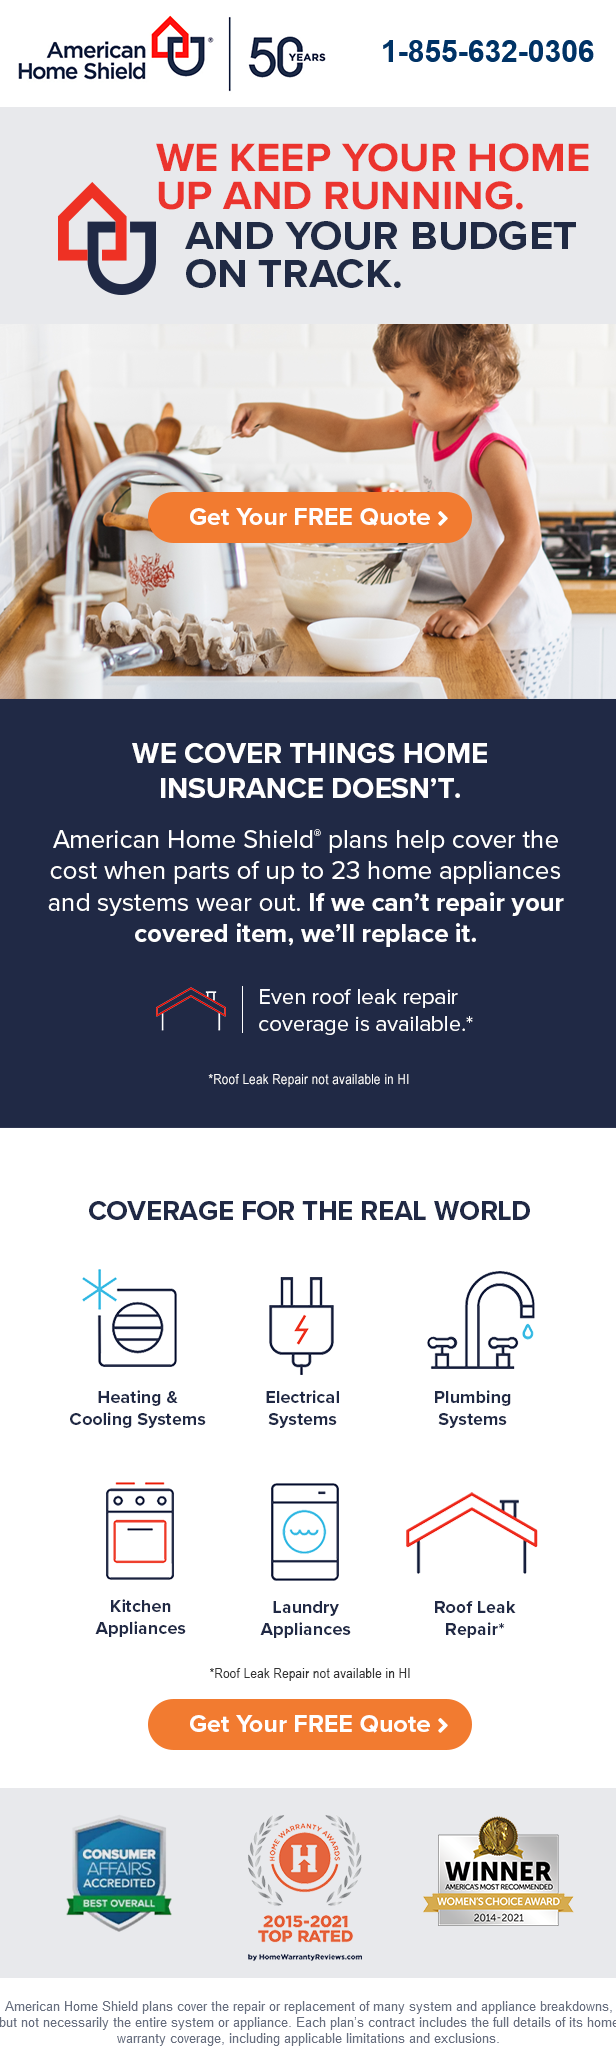 American
Home Shield®
50 YEARS
1-855-632-0306
WE KEEP YOUR HOME
UP AND RUNNING.
AND YOUR BUDGET
ON TRACK.
Get Your FREE Quote
WE COVER THINGS HOME
INSURANCE DOESN'T.
American Home Shield® plans help cover the
cost when parts of up to 23 home appliances
and systems wear out. If we can't repair your
covered item, we'll replace it.
Even roof leak repair
coverage is available.*
*Roof Leak Repair not available in HI
COVERAGE FOR THE REAL WORLD
Heating &
Cooling Systems
Electrical
Systems
Plumbing
Systems
Kitchen
Appliances
Laundry
Appliances
Roof Leak
Repair*
*Roof Leak Repair not available in HI
Get Your FREE Quote
CONSUMER
AFFAIRS
ACCREDITED
BEST OVERALL
HOME WARRANTY AWARDS
H
2015-2021
TOP RATED
by HomeWarrantyReviews.com
WINNER
AMERICA'S MOST RECOMMENDED
WOMEN'S CHOICE AWARD
2014-2021
American Home Shield plans cover the repair or replacement of many system and appliance breakdowns,
but not necessarily the entire system or appliance. Each plan's contract includes the full details of its home
warranty coverage, including applicable limitations and exclusions.